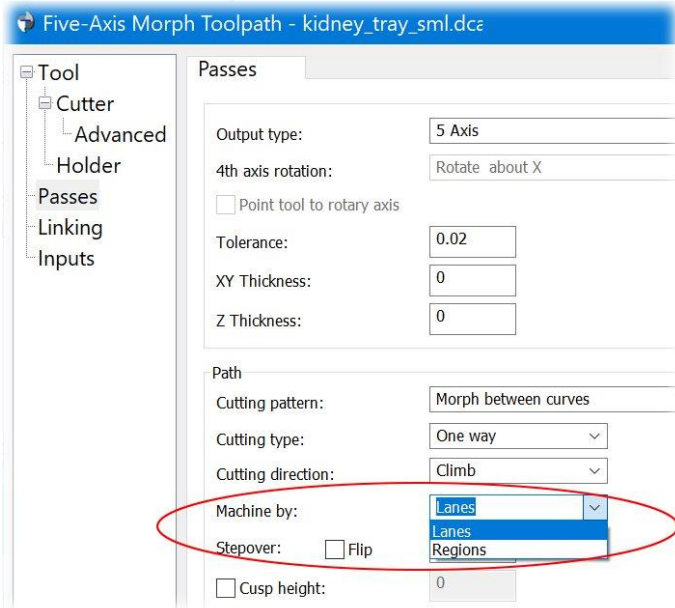 Five-Axis Morph Toolpath - kidney_tray_sml.dca
Tool
Cutter
Advanced
Holder
Passes
Linking
Inputs
Passes
Output type: 5 Axis
4th axis rotation: Rotate about X
Point tool to rotary axis
Tolerance: 0.02
XY Thickness: 0
Z Thickness: 0
Path
Cutting pattern: Morph between curves
Cutting type: One way
Cutting direction: Climb
Machine by: Lanes
Lanes
Stepover: Flip Regions
Cusp height: 0